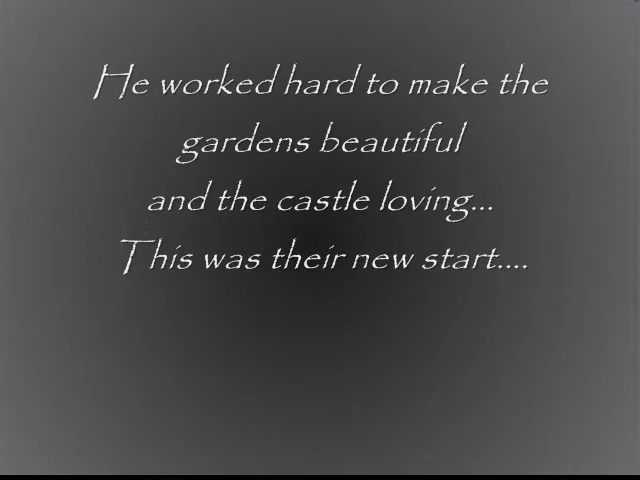 He worked hard to make the
gardens beautiful
and the castle loving...
This was their new start....